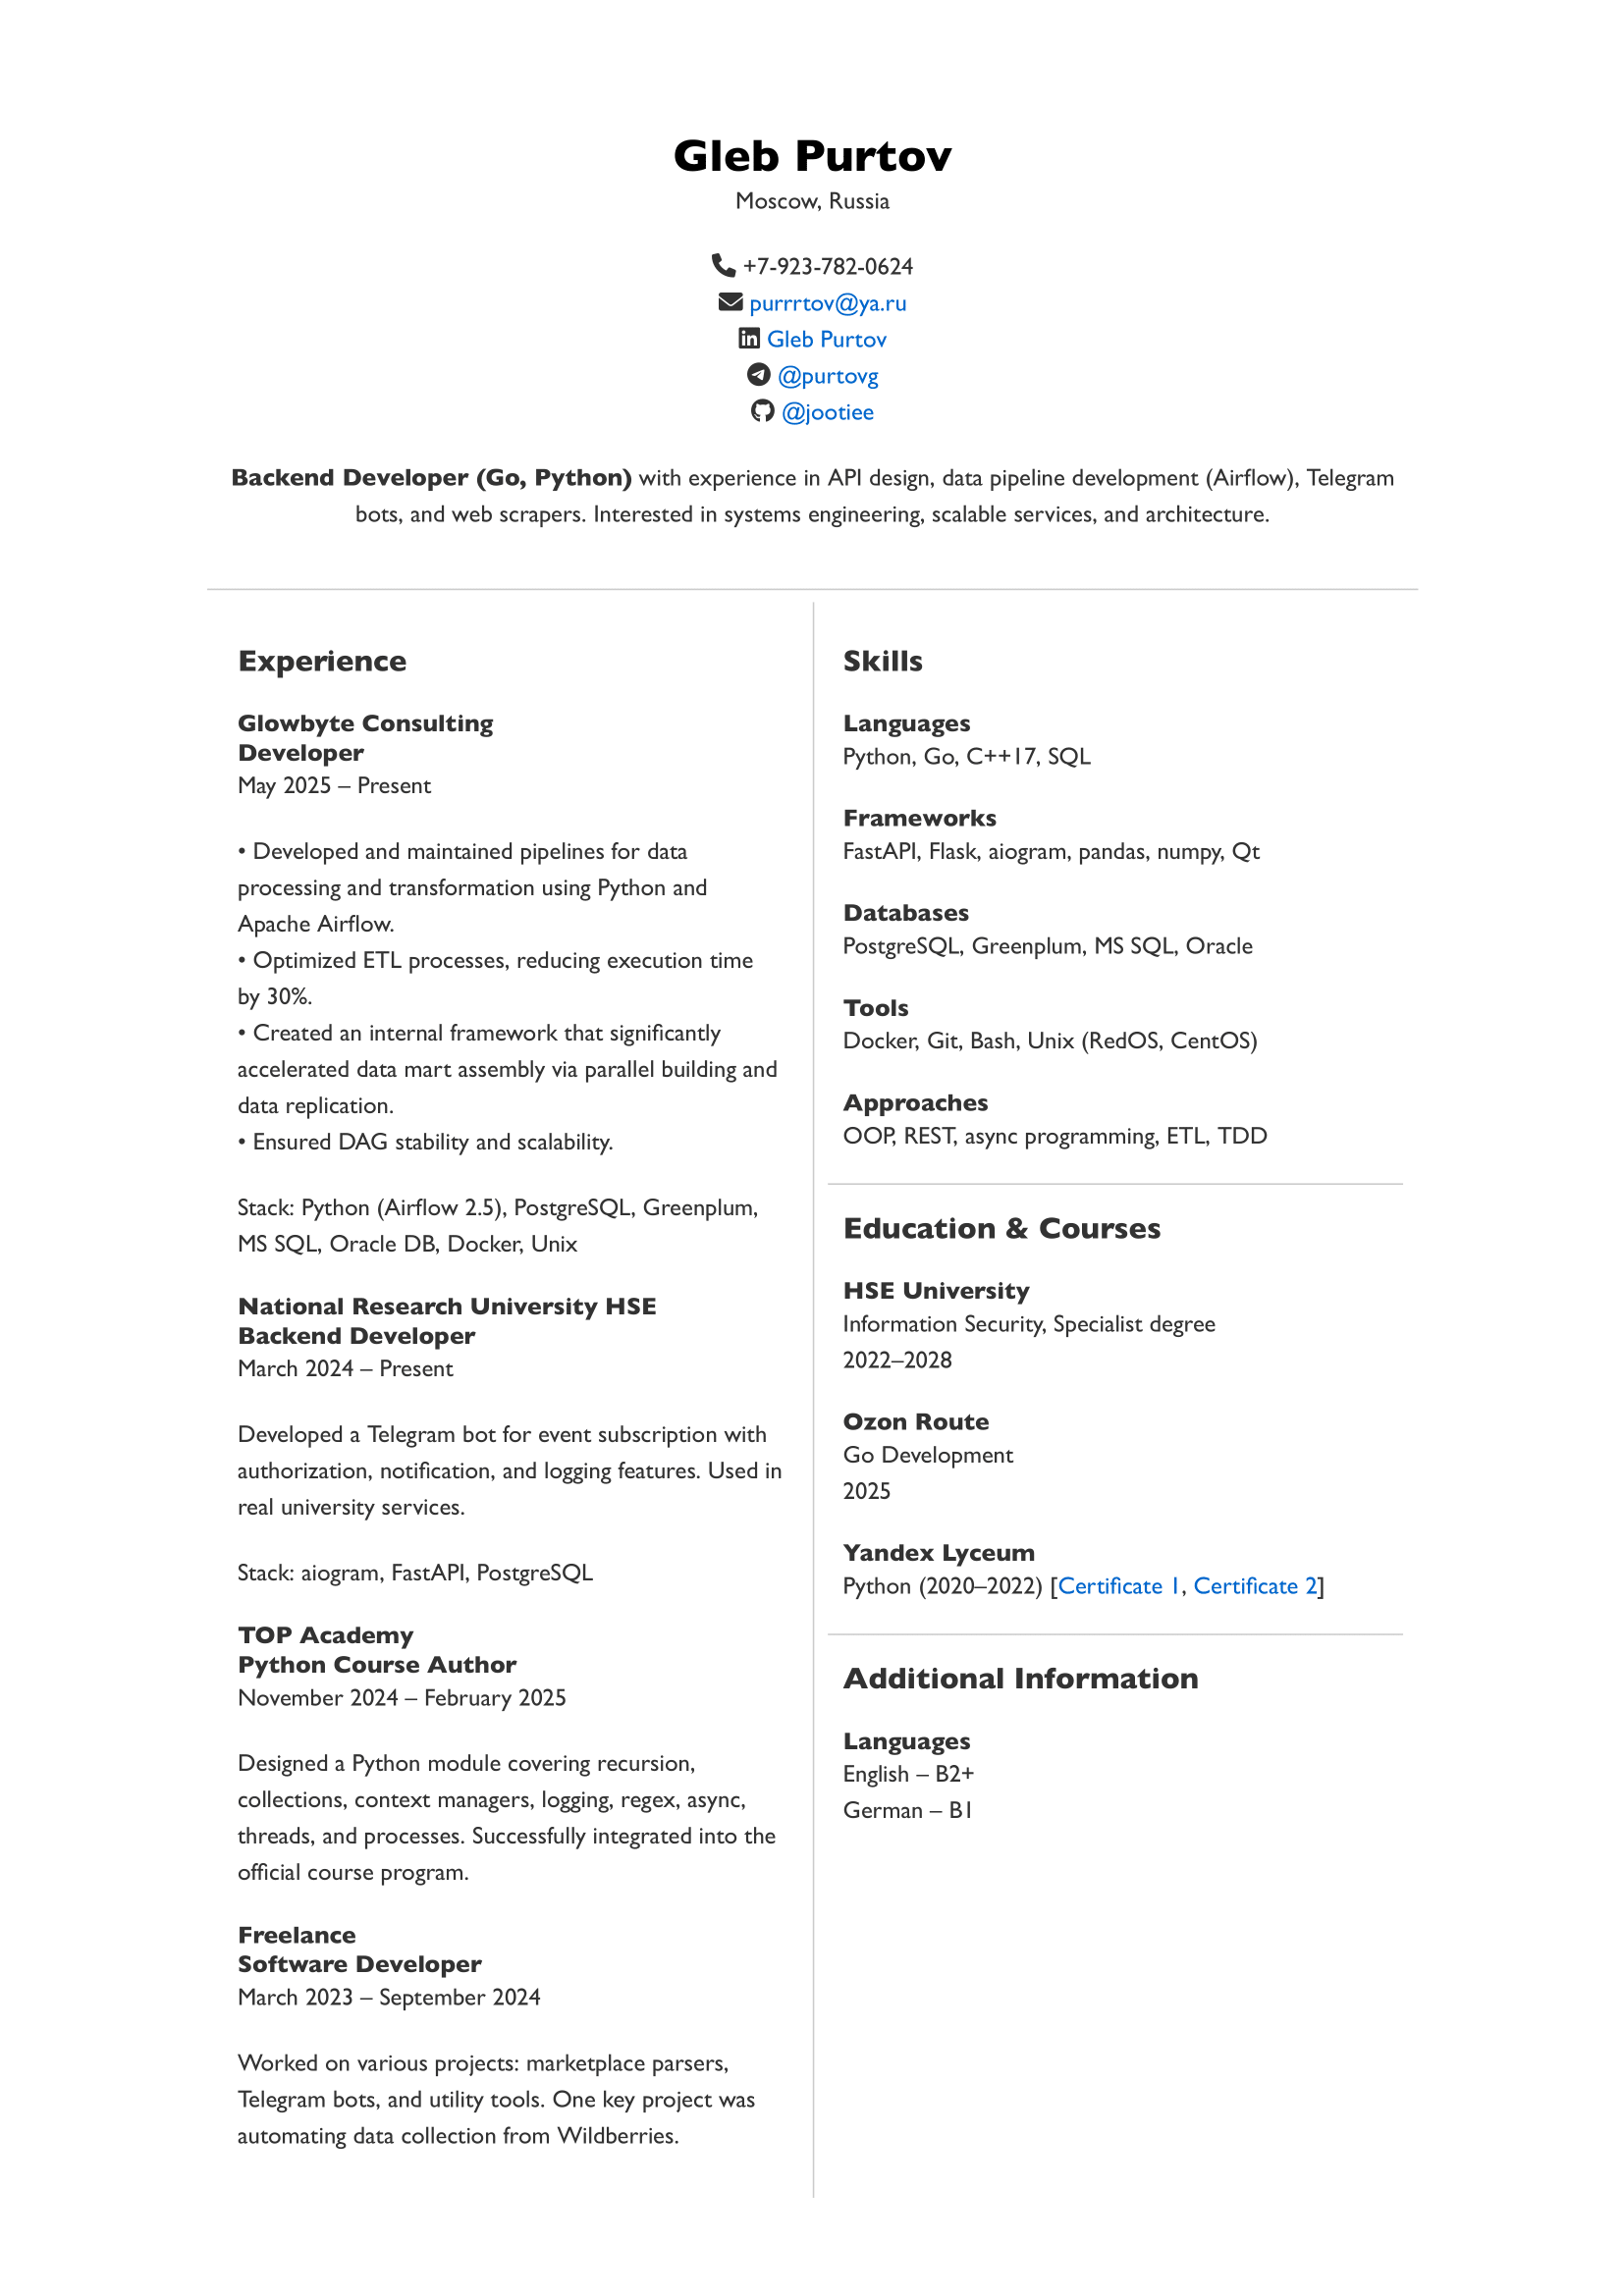 Gleb Purtov
Moscow, Russia
+7-923-782-0624
purrrtov@ya.ru
Gleb Purtov
@purtovg
@jootiee
Backend Developer (Go, Python) with experience in API design, data pipeline development (Airflow), Telegram
bots, and web scrapers. Interested in systems engineering, scalable services, and architecture.
Experience
Glowbyte Consulting
Developer
May 2025 – Present
• Developed and maintained pipelines for data
processing and transformation using Python and
Apache Airflow.
• Optimized ETL processes, reducing execution time
by 30%.
• Created an internal framework that significantly
accelerated data mart assembly via parallel building and
data replication.
• Ensured DAG stability and scalability.
Stack: Python (Airflow 2.5), PostgreSQL, Greenplum,
MS SQL, Oracle DB, Docker, Unix
National Research University HSE
Backend Developer
March 2024 – Present
Developed a Telegram bot for event subscription with
authorization, notification, and logging features. Used in
real university services.
Stack: aiogram, FastAPI, PostgreSQL
TOP Academy
Python Course Author
November 2024 – February 2025
Designed a Python module covering recursion,
collections, context managers, logging, regex, async,
threads, and processes. Successfully integrated into the
official course program.
Freelance
Software Developer
March 2023 – September 2024
Worked on various projects: marketplace parsers,
Telegram bots, and utility tools. One key project was
automating data collection from Wildberries.
Skills
Languages
Python, Go, C++17, SQL
Frameworks
FastAPI, Flask, aiogram, pandas, numpy, Qt
Databases
PostgreSQL, Greenplum, MS SQL, Oracle
Tools
Docker, Git, Bash, Unix (RedOS, CentOS)
Approaches
OOP, REST, async programming, ETL, TDD
Education & Courses
HSE University
Information Security, Specialist degree
2022–2028
Ozon Route
Go Development
2025
Yandex Lyceum
Python (2020–2022) [Certificate 1, Certificate 2]
Additional Information
Languages
English – B2+
German – B1